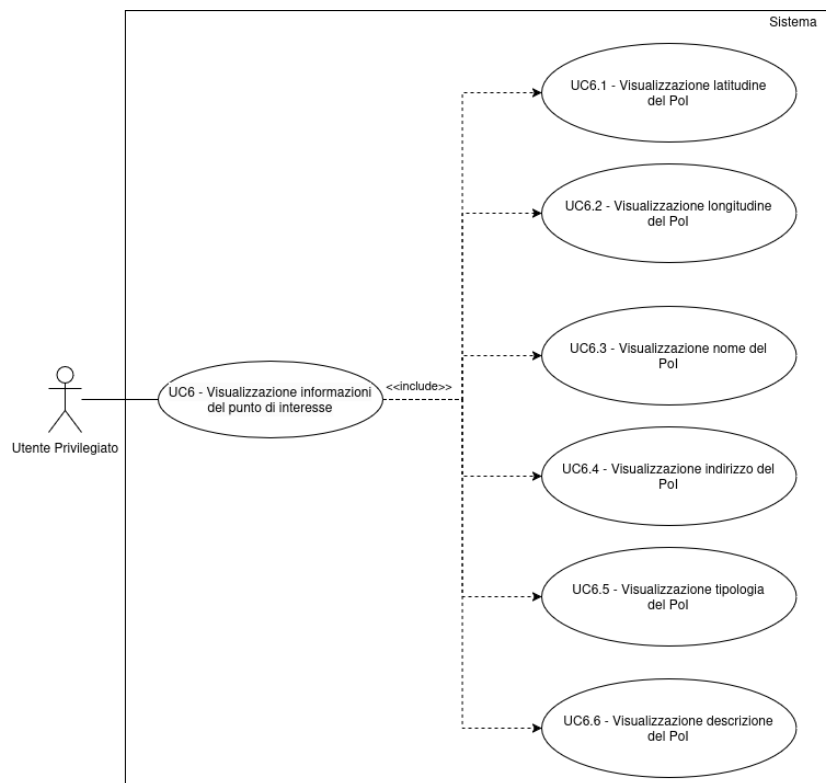 Sistema
UC6.1 - Visualizzazione latitudine
del PoI
UC6.2 - Visualizzazione longitudine
del PoI
UC6.3 - Visualizzazione nome del
PoI
<<include>>
UC6 - Visualizzazione informazioni
del punto di interesse
Utente Privilegiato
UC6.4 - Visualizzazione indirizzo del
PoI
UC6.5 - Visualizzazione tipologia
del PoI
UC6.6 - Visualizzazione descrizione
del PoI